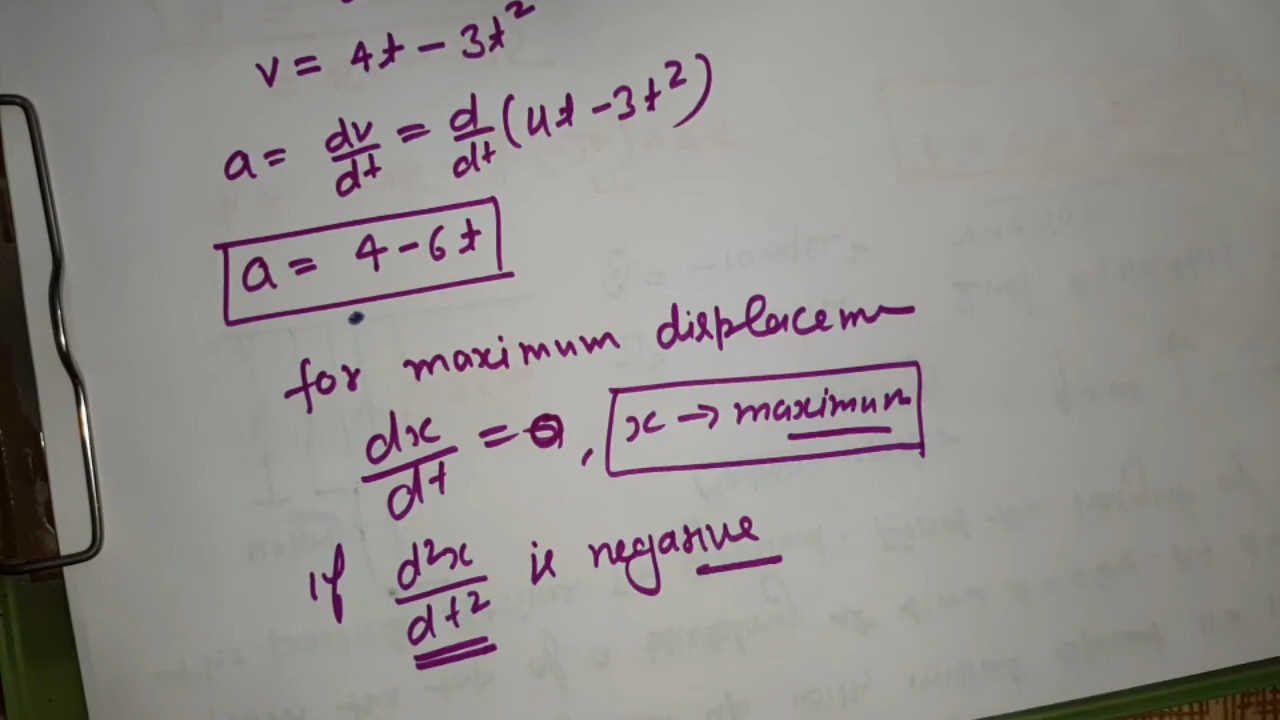 v = 4t - 3t²
a = dv/dt = d/dt (4t - 3t²)
a = 4 - 6t
for maximum displacem
dx/dt = 0, x → maximum
if d²x/dt² is negative